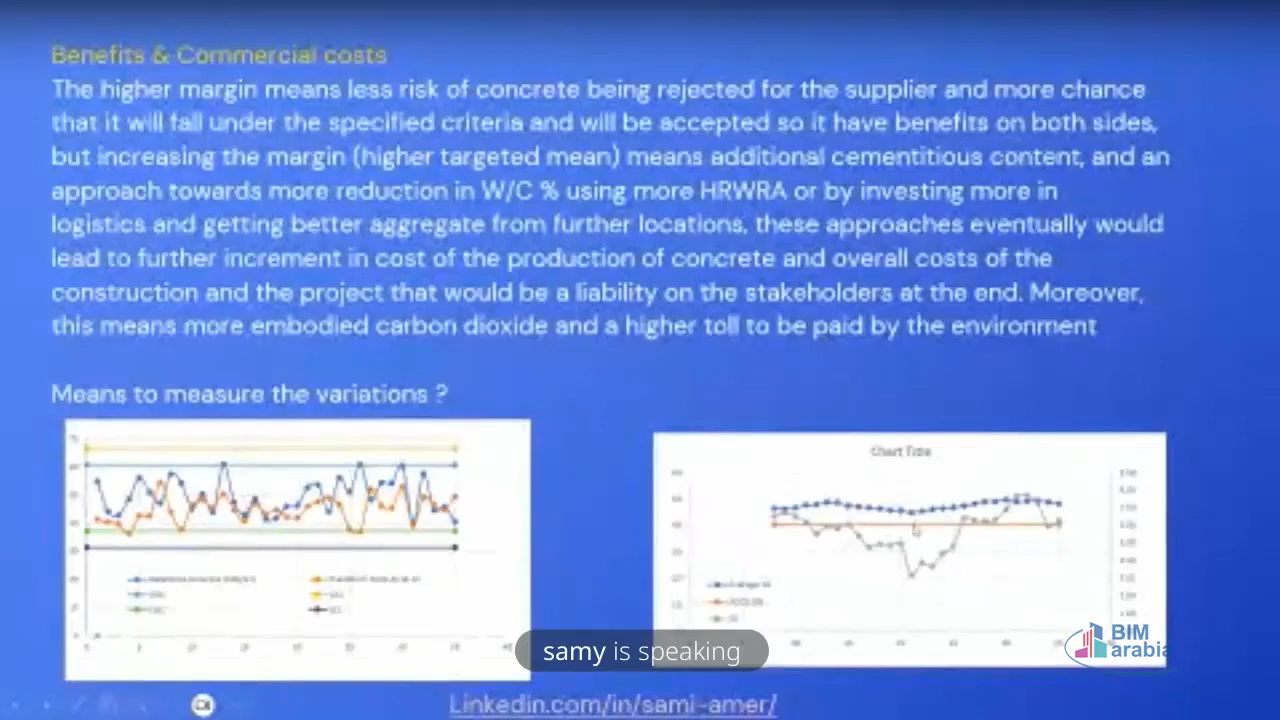 Benefits & Commercial costs
The higher margin means less risk of concrete being rejected for the supplier and more chance
that it will fall under the specified criteria and will be accepted so it have benefits on both sides,
but increasing the margin (higher targeted mean) means additional cementitious content, and an
approach towards more reduction in W/C % using more HRWRA or by investing more in
logistics and getting better aggregate from further locations, these approaches eventually would
lead to further increment in cost of the production of concrete and overall costs of the
construction and the project that would be a liability on the stakeholders at the end. Moreover,
this means more embodied carbon dioxide and a higher toll to be paid by the environment
Means to measure the variations ?
Chart Title
samy is speaking
BIM
arabia
Linkedin.com/in/sami-amer/